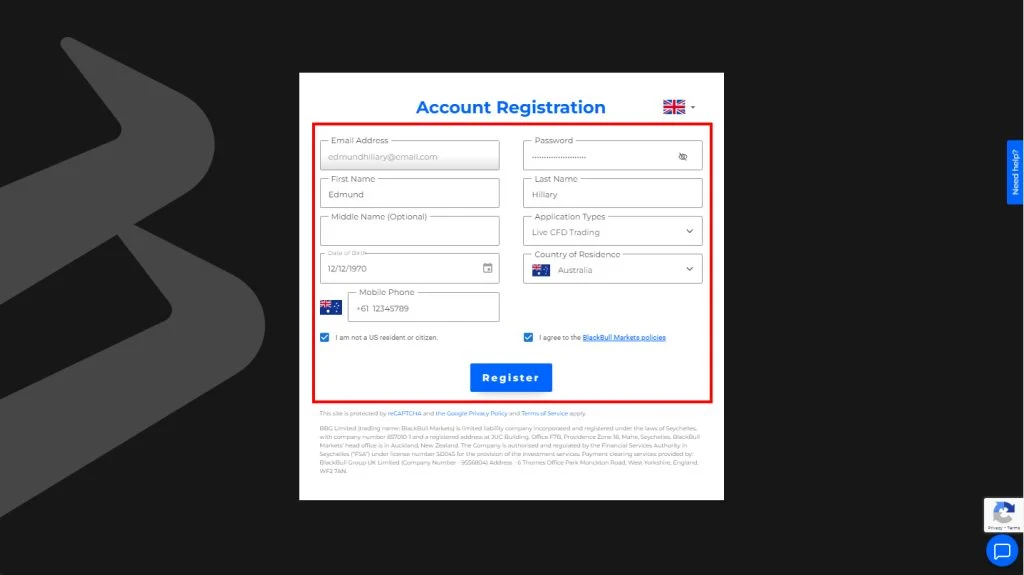 Account Registration
Email Address
edmundhillary@email.com
Password
First Name
Edmund
Last Name
Hillary
Middle Name (Optional)
Application Types
Live CFD Trading
Date of Birth
12/12/1970
Country of Residence
Australia
Mobile Phone
+61 12345789
I am not a US resident or citizen.
I agree to the BlackBull Markets policies
Register
This site is protected by reCAPTCHA and the Google Privacy Policy and Terms of Service apply.
BBG Limited (trading name: BlackBull Markets) is limited liability company incorporated and registered under the laws of Seychelles,
with company number 857010-1 and a registered address at JUC Building, Office F7B, Providence Zone 18, Mahe, Seychelles. BlackBull
Markets' head office is in Auckland, New Zealand. The Company is authorised and regulated by the Financial Services Authority in
Seychelles ("FSA") under license number SD045 for the provision of the investment services. Payment clearing services provided by:
BlackBull Group UK Limited (Company Number - 9556804) Address - 6 Thornes Office Park Monckton Road, West Yorkshire, England,
WF2 7AN.
Need help?
Privacy - Terms